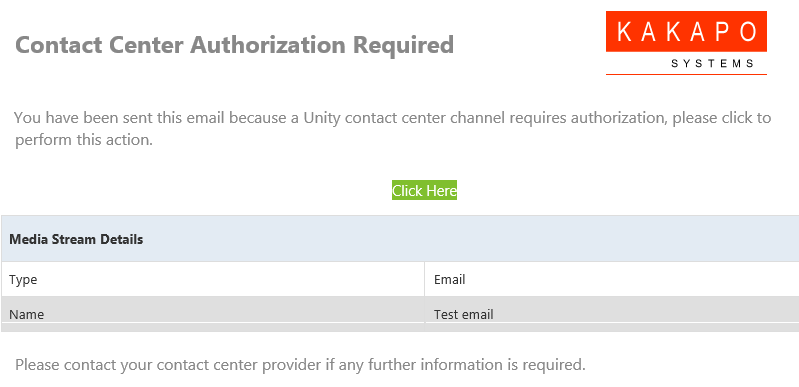 Contact Center Authorization Required
KAKAPO
SYSTEMS
You have been sent this email because a Unity contact center channel requires authorization, please click to
perform this action.
Click Here
Media Stream Details
Type Email
Name Test email
Please contact your contact center provider if any further information is required.